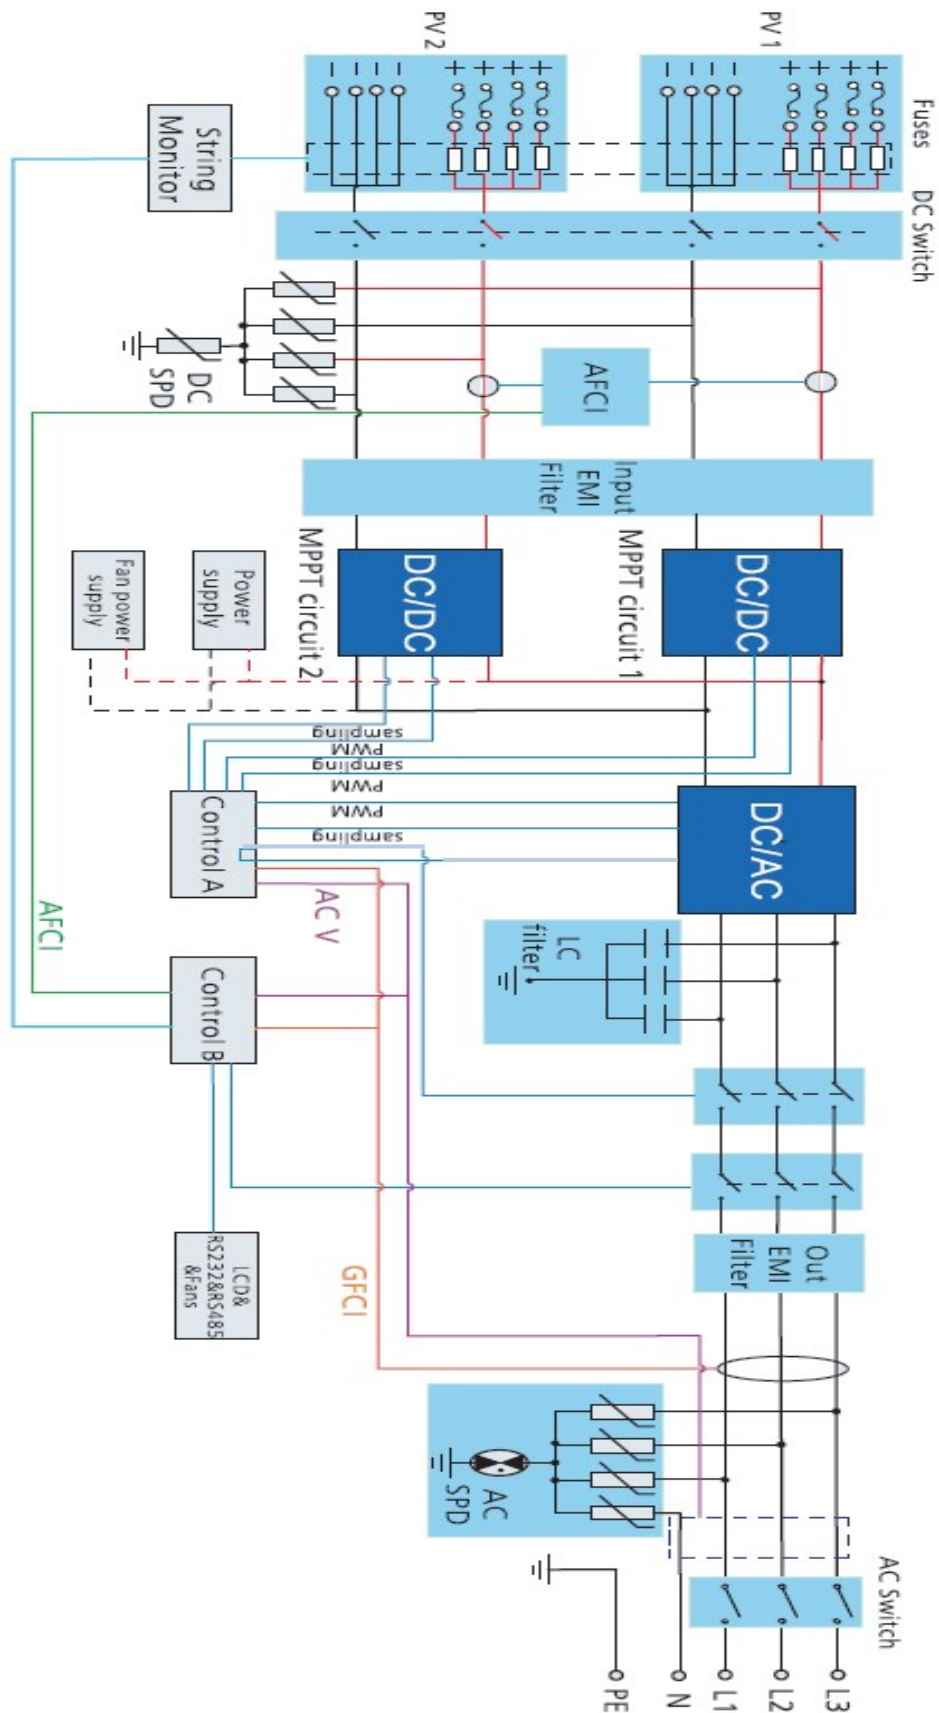 PV 1
PV 2
Fuses
DC Switch
String
Monitor
DC
SPD
AFCI
Input
EMI
Filter
DC/DC
MPPT circuit 1
DC/DC
MPPT circuit 2
Power
supply
Fan power
supply
sampling
PWM
sampling
PWM
PWM
sampling
DC/AC
Control A
AC V
AFCI
Control B
LC
filter
LCD&
RS232&RS485
&Fans
GFCI
Out
EMI
Filter
AC
SPD
AC Switch
L3
L2
L1
N
PE